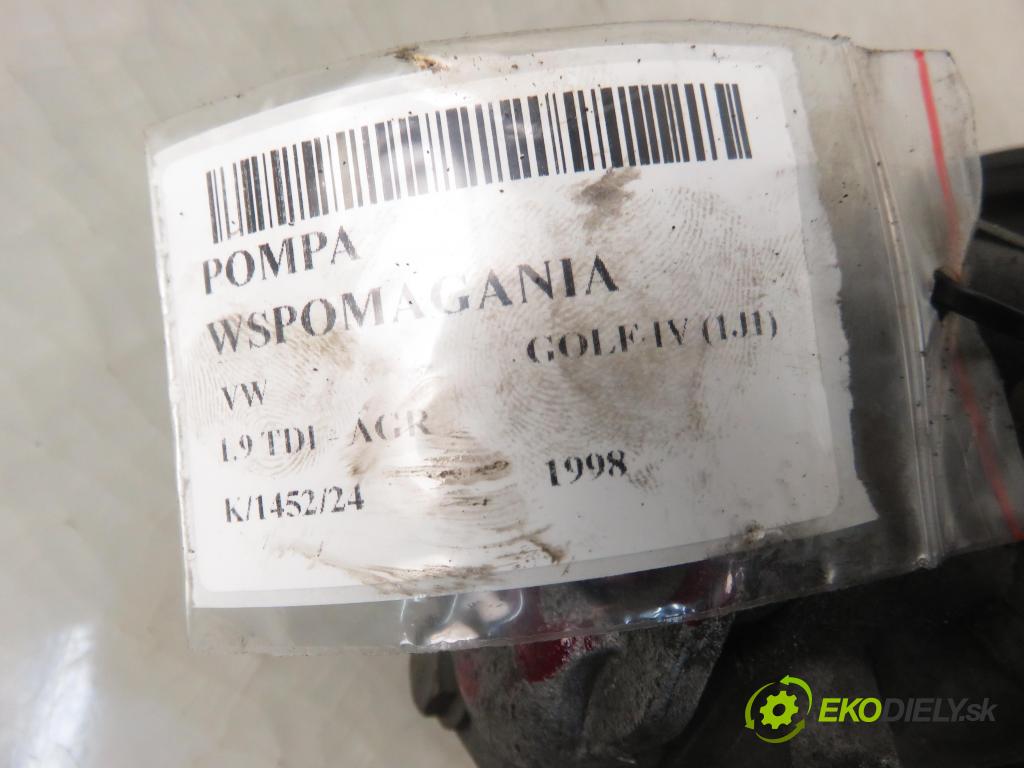 POMPA
WSPOMAGANIA
VW GOLF IV (1J1)
1.9 TDI - AGR
K/1452/24 1998
EKODIELY.sk